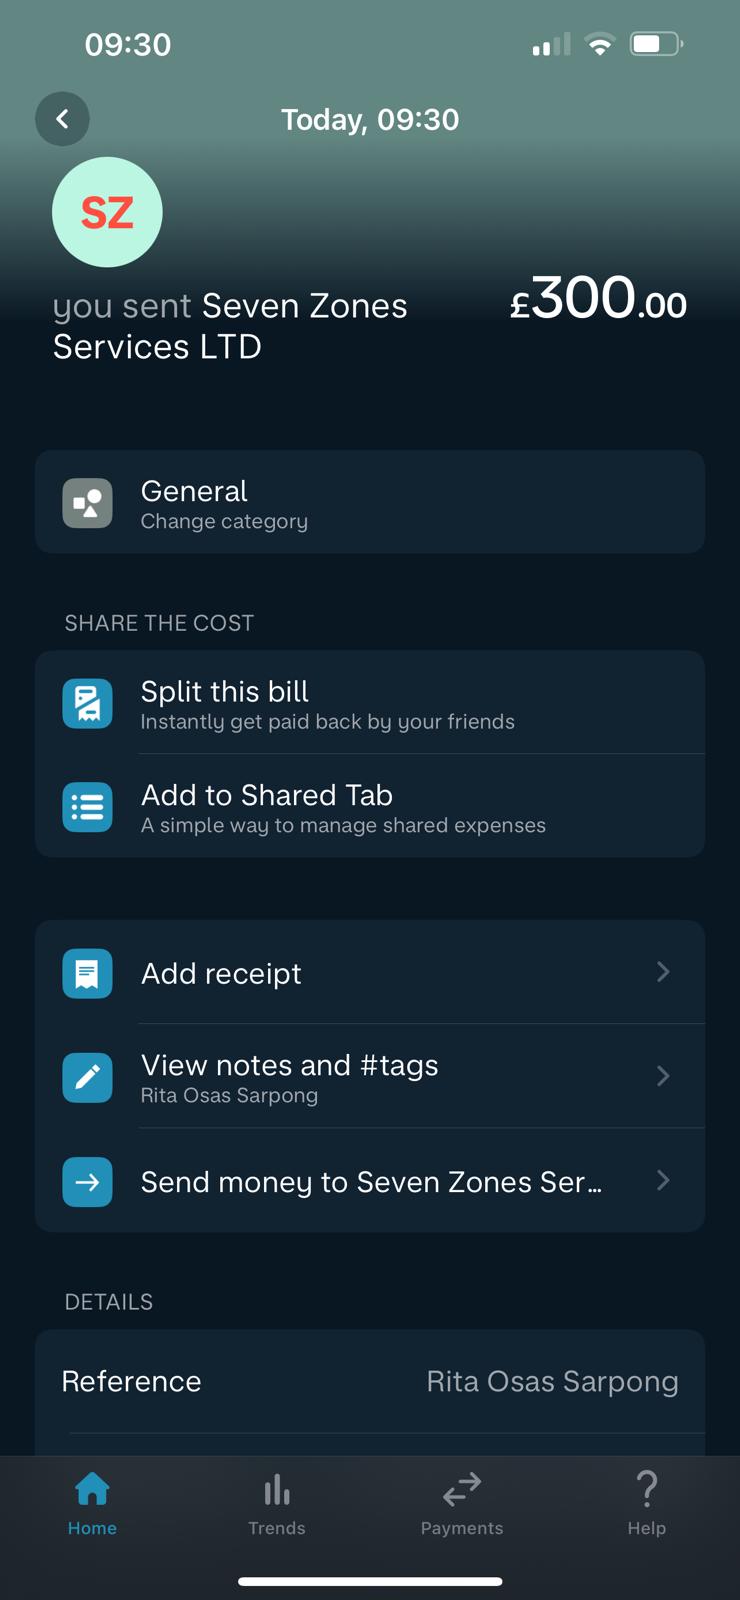 09:30
Today, 09:30
SZ
you sent Seven Zones
Services LTD
£300.00
General
Change category
SHARE THE COST
Split this bill
Instantly get paid back by your friends
Add to Shared Tab
A simple way to manage shared expenses
Add receipt
View notes and #tags
Rita Osas Sarpong
Send money to Seven Zones Ser...
DETAILS
Reference Rita Osas Sarpong
Home Trends Payments Help